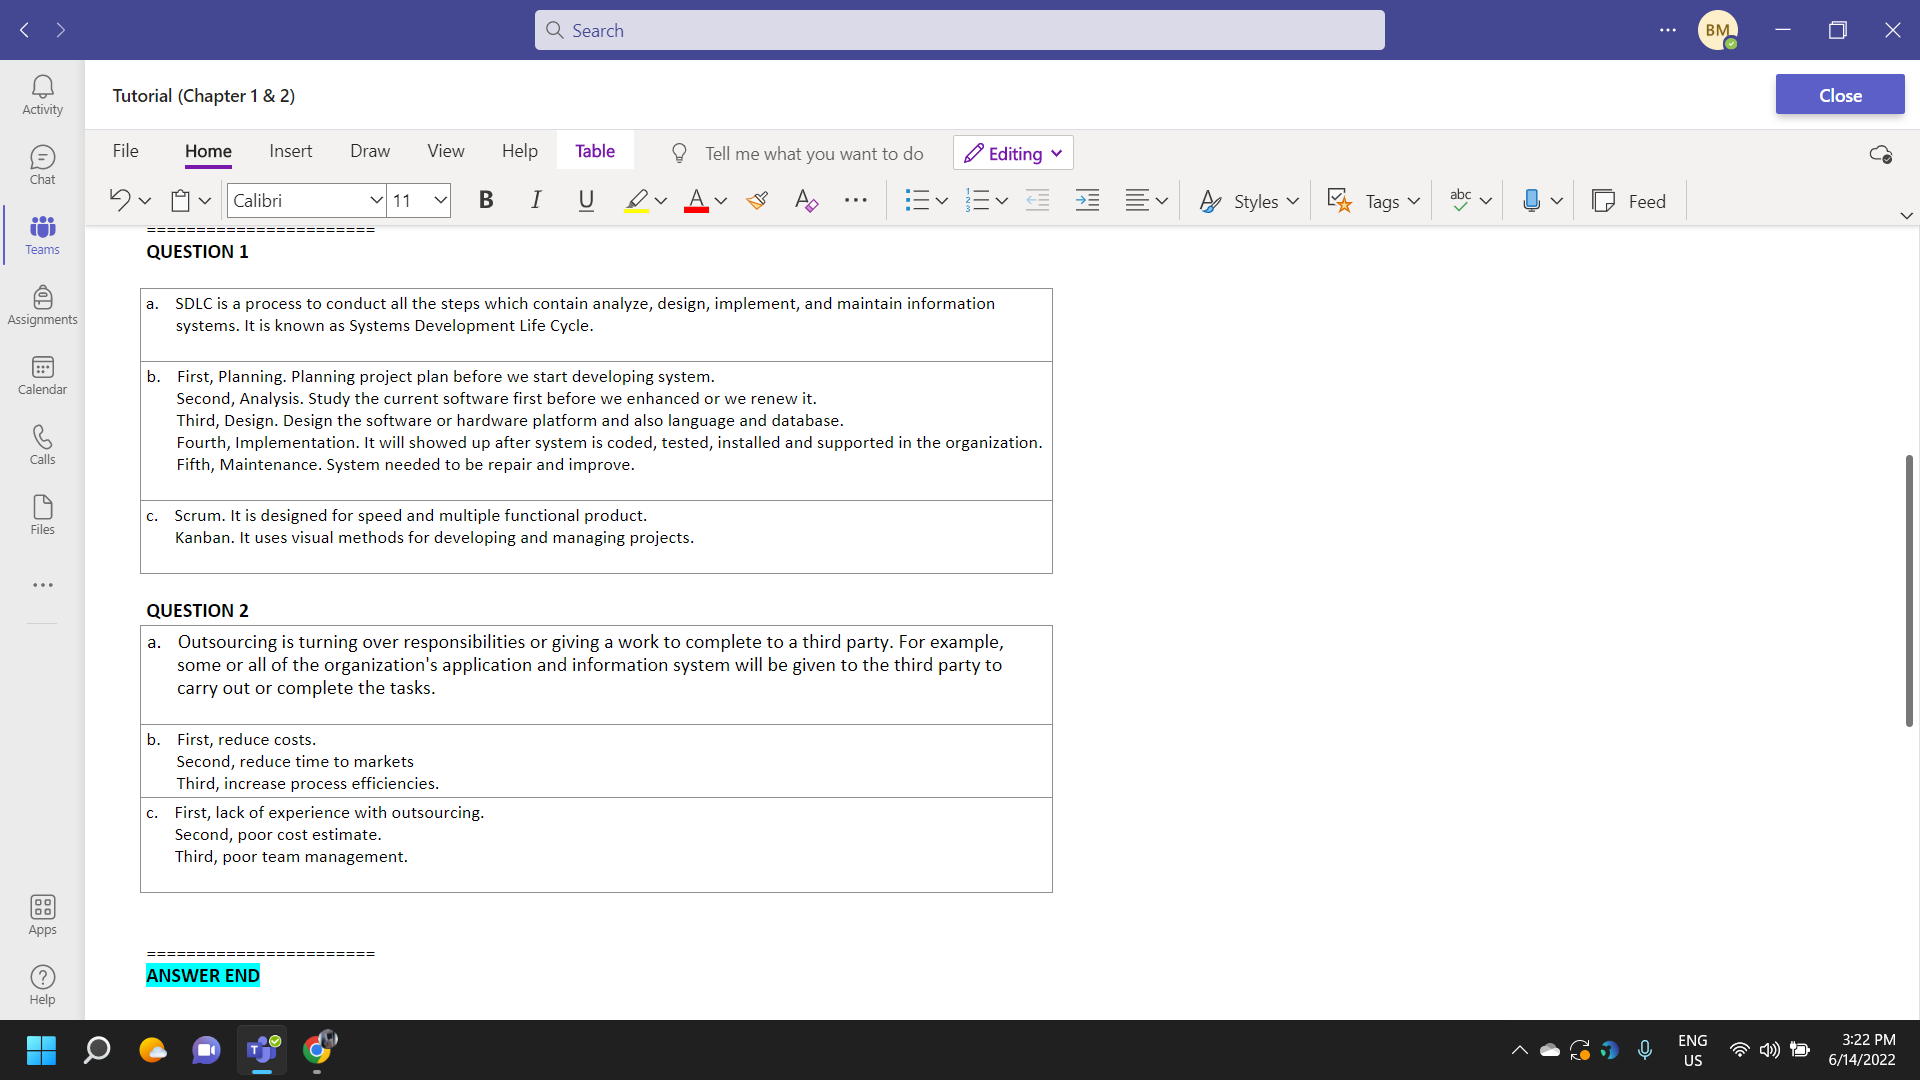 Search
BM
Activity
Chat
Teams
Assignments
Calendar
Calls
Files
Apps
Help
Tutorial (Chapter 1 & 2)
Close
File Home Insert Draw View Help Table Tell me what you want to do Editing
Calibri 11 B I U A A Styles Tags abc Feed
=======================
QUESTION 1
a. SDLC is a process to conduct all the steps which contain analyze, design, implement, and maintain information
systems. It is known as Systems Development Life Cycle.
b. First, Planning. Planning project plan before we start developing system.
Second, Analysis. Study the current software first before we enhanced or we renew it.
Third, Design. Design the software or hardware platform and also language and database.
Fourth, Implementation. It will showed up after system is coded, tested, installed and supported in the organization.
Fifth, Maintenance. System needed to be repair and improve.
c. Scrum. It is designed for speed and multiple functional product.
Kanban. It uses visual methods for developing and managing projects.
QUESTION 2
a. Outsourcing is turning over responsibilities or giving a work to complete to a third party. For example,
some or all of the organization's application and information system will be given to the third party to
carry out or complete the tasks.
b. First, reduce costs.
Second, reduce time to markets
Third, increase process efficiencies.
c. First, lack of experience with outsourcing.
Second, poor cost estimate.
Third, poor team management.
=======================
ANSWER END
ENG
US
3:22 PM
6/14/2022